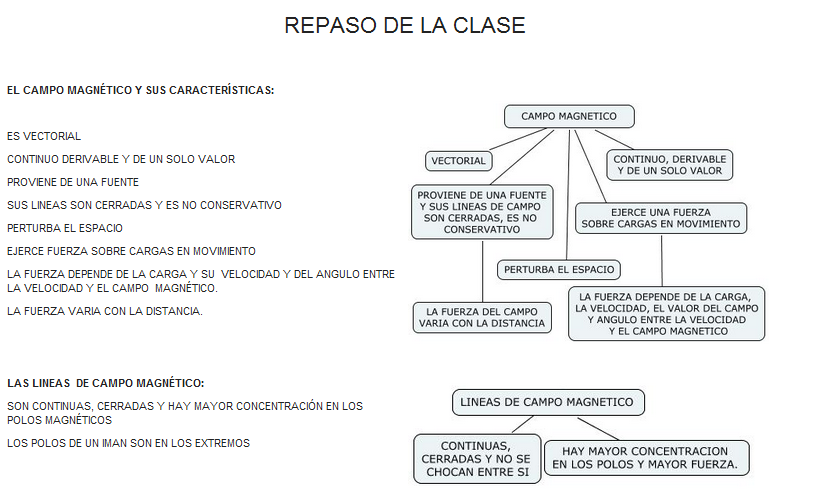 REPASO DE LA CLASE
EL CAMPO MAGNÉTICO Y SUS CARACTERÍSTICAS:
ES VECTORIAL
CONTINUO DERIVABLE Y DE UN SOLO VALOR
PROVIENE DE UNA FUENTE
SUS LINEAS SON CERRADAS Y ES NO CONSERVATIVO
PERTURBA EL ESPACIO
EJERCE FUERZA SOBRE CARGAS EN MOVIMIENTO
LA FUERZA DEPENDE DE LA CARGA Y SU VELOCIDAD Y DEL ANGULO ENTRE
LA VELOCIDAD Y EL CAMPO MAGNÉTICO.
LA FUERZA VARIA CON LA DISTANCIA.
CAMPO MAGNETICO
VECTORIAL
CONTINUO, DERIVABLE
Y DE UN SOLO VALOR
PROVIENE DE UNA FUENTE
Y SUS LINEAS DE CAMPO
SON CERRADAS, ES NO
CONSERVATIVO
EJERCE UNA FUERZA
SOBRE CARGAS EN MOVIMIENTO
PERTURBA EL ESPACIO
LA FUERZA DEL CAMPO
VARIA CON LA DISTANCIA
LA FUERZA DEPENDE DE LA CARGA,
LA VELOCIDAD, EL VALOR DEL CAMPO
Y ANGULO ENTRE LA VELOCIDAD
Y EL CAMPO MAGNETICO
LAS LINEAS DE CAMPO MAGNÉTICO:
SON CONTINUAS, CERRADAS Y HAY MAYOR CONCENTRACIÓN EN LOS
POLOS MAGNÉTICOS
LOS POLOS DE UN IMAN SON EN LOS EXTREMOS
LINEAS DE CAMPO MAGNETICO
CONTINUAS,
CERRADAS Y NO SE
CHOCAN ENTRE SI
HAY MAYOR CONCENTRACION
EN LOS POLOS Y MAYOR FUERZA.